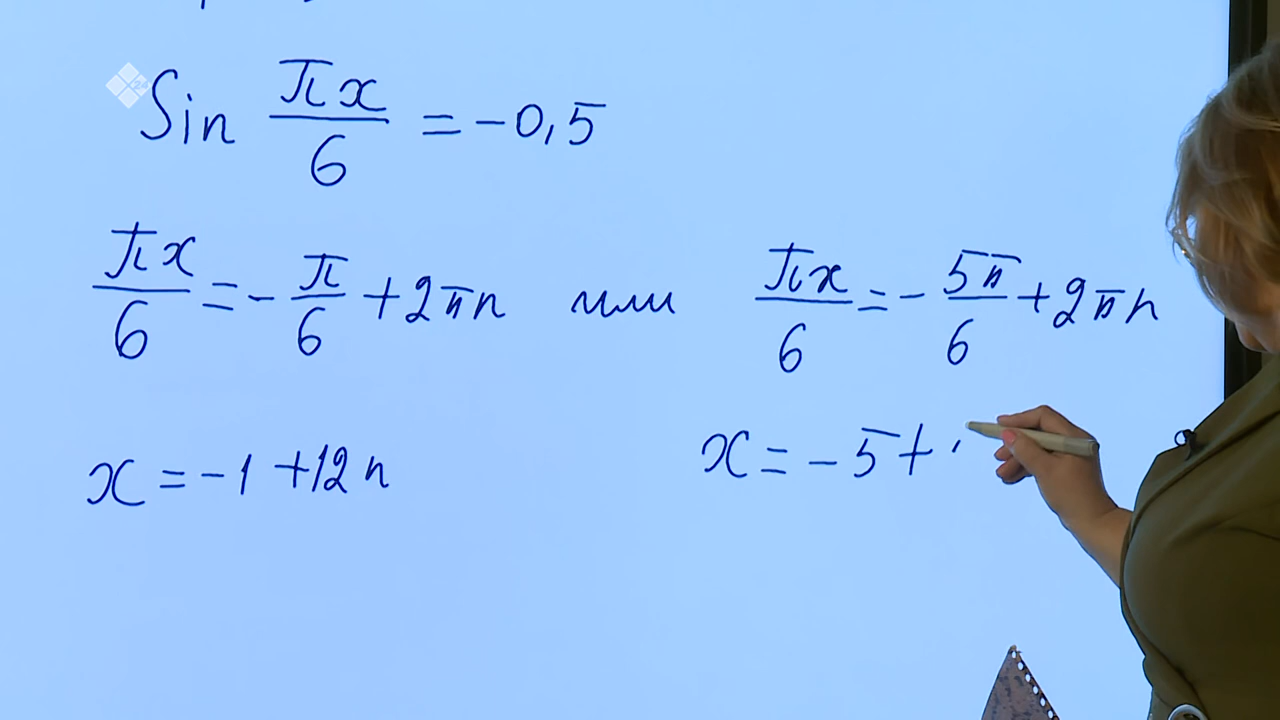 Sin πx/6 = -0,5
πx/6 = -π/6 + 2πn или πx/6 = -5π/6 + 2πn
x = -1 + 12n x = -5 +